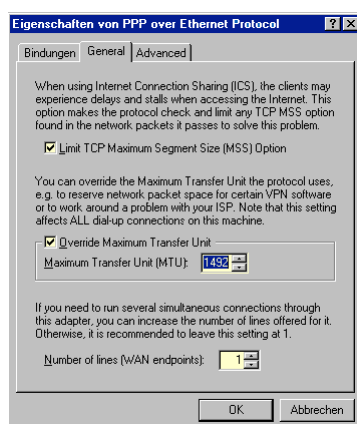 Eigenschaften von PPP over Ethernet Protocol
Bindungen General Advanced
When using Internet Connection Sharing (ICS), the clients may
experience delays and stalls when accessing the Internet. This
option makes the protocol check and limit any TCP MSS option
found in the network packets it passes to solve this problem.
Limit TCP Maximum Segment Size (MSS) Option
You can override the Maximum Transfer Unit the protocol uses,
e.g. to reserve network packet space for certain VPN software
or to work around a problem with your ISP. Note that this setting
affects ALL dial-up connections on this machine.
Override Maximum Transfer Unit
Maximum Transfer Unit (MTU): 1492
If you need to run several simultaneous connections through
this adapter, you can increase the number of lines offered for it.
Otherwise, it is recommended to leave this setting at 1.
Number of lines (WAN endpoints): 1
OK Abbrechen